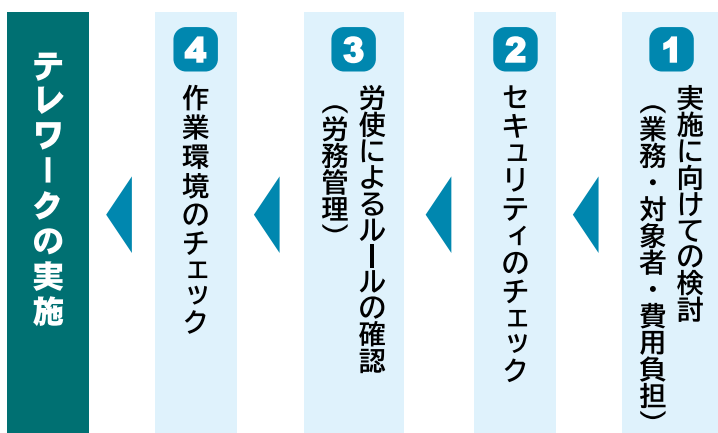 1
実施に向けての検討
（業務・対象者・費用負担）
2
セキュリティのチェック
3
労使によるルールの確認
（労務管理）
4
作業環境のチェック
テレワークの実施